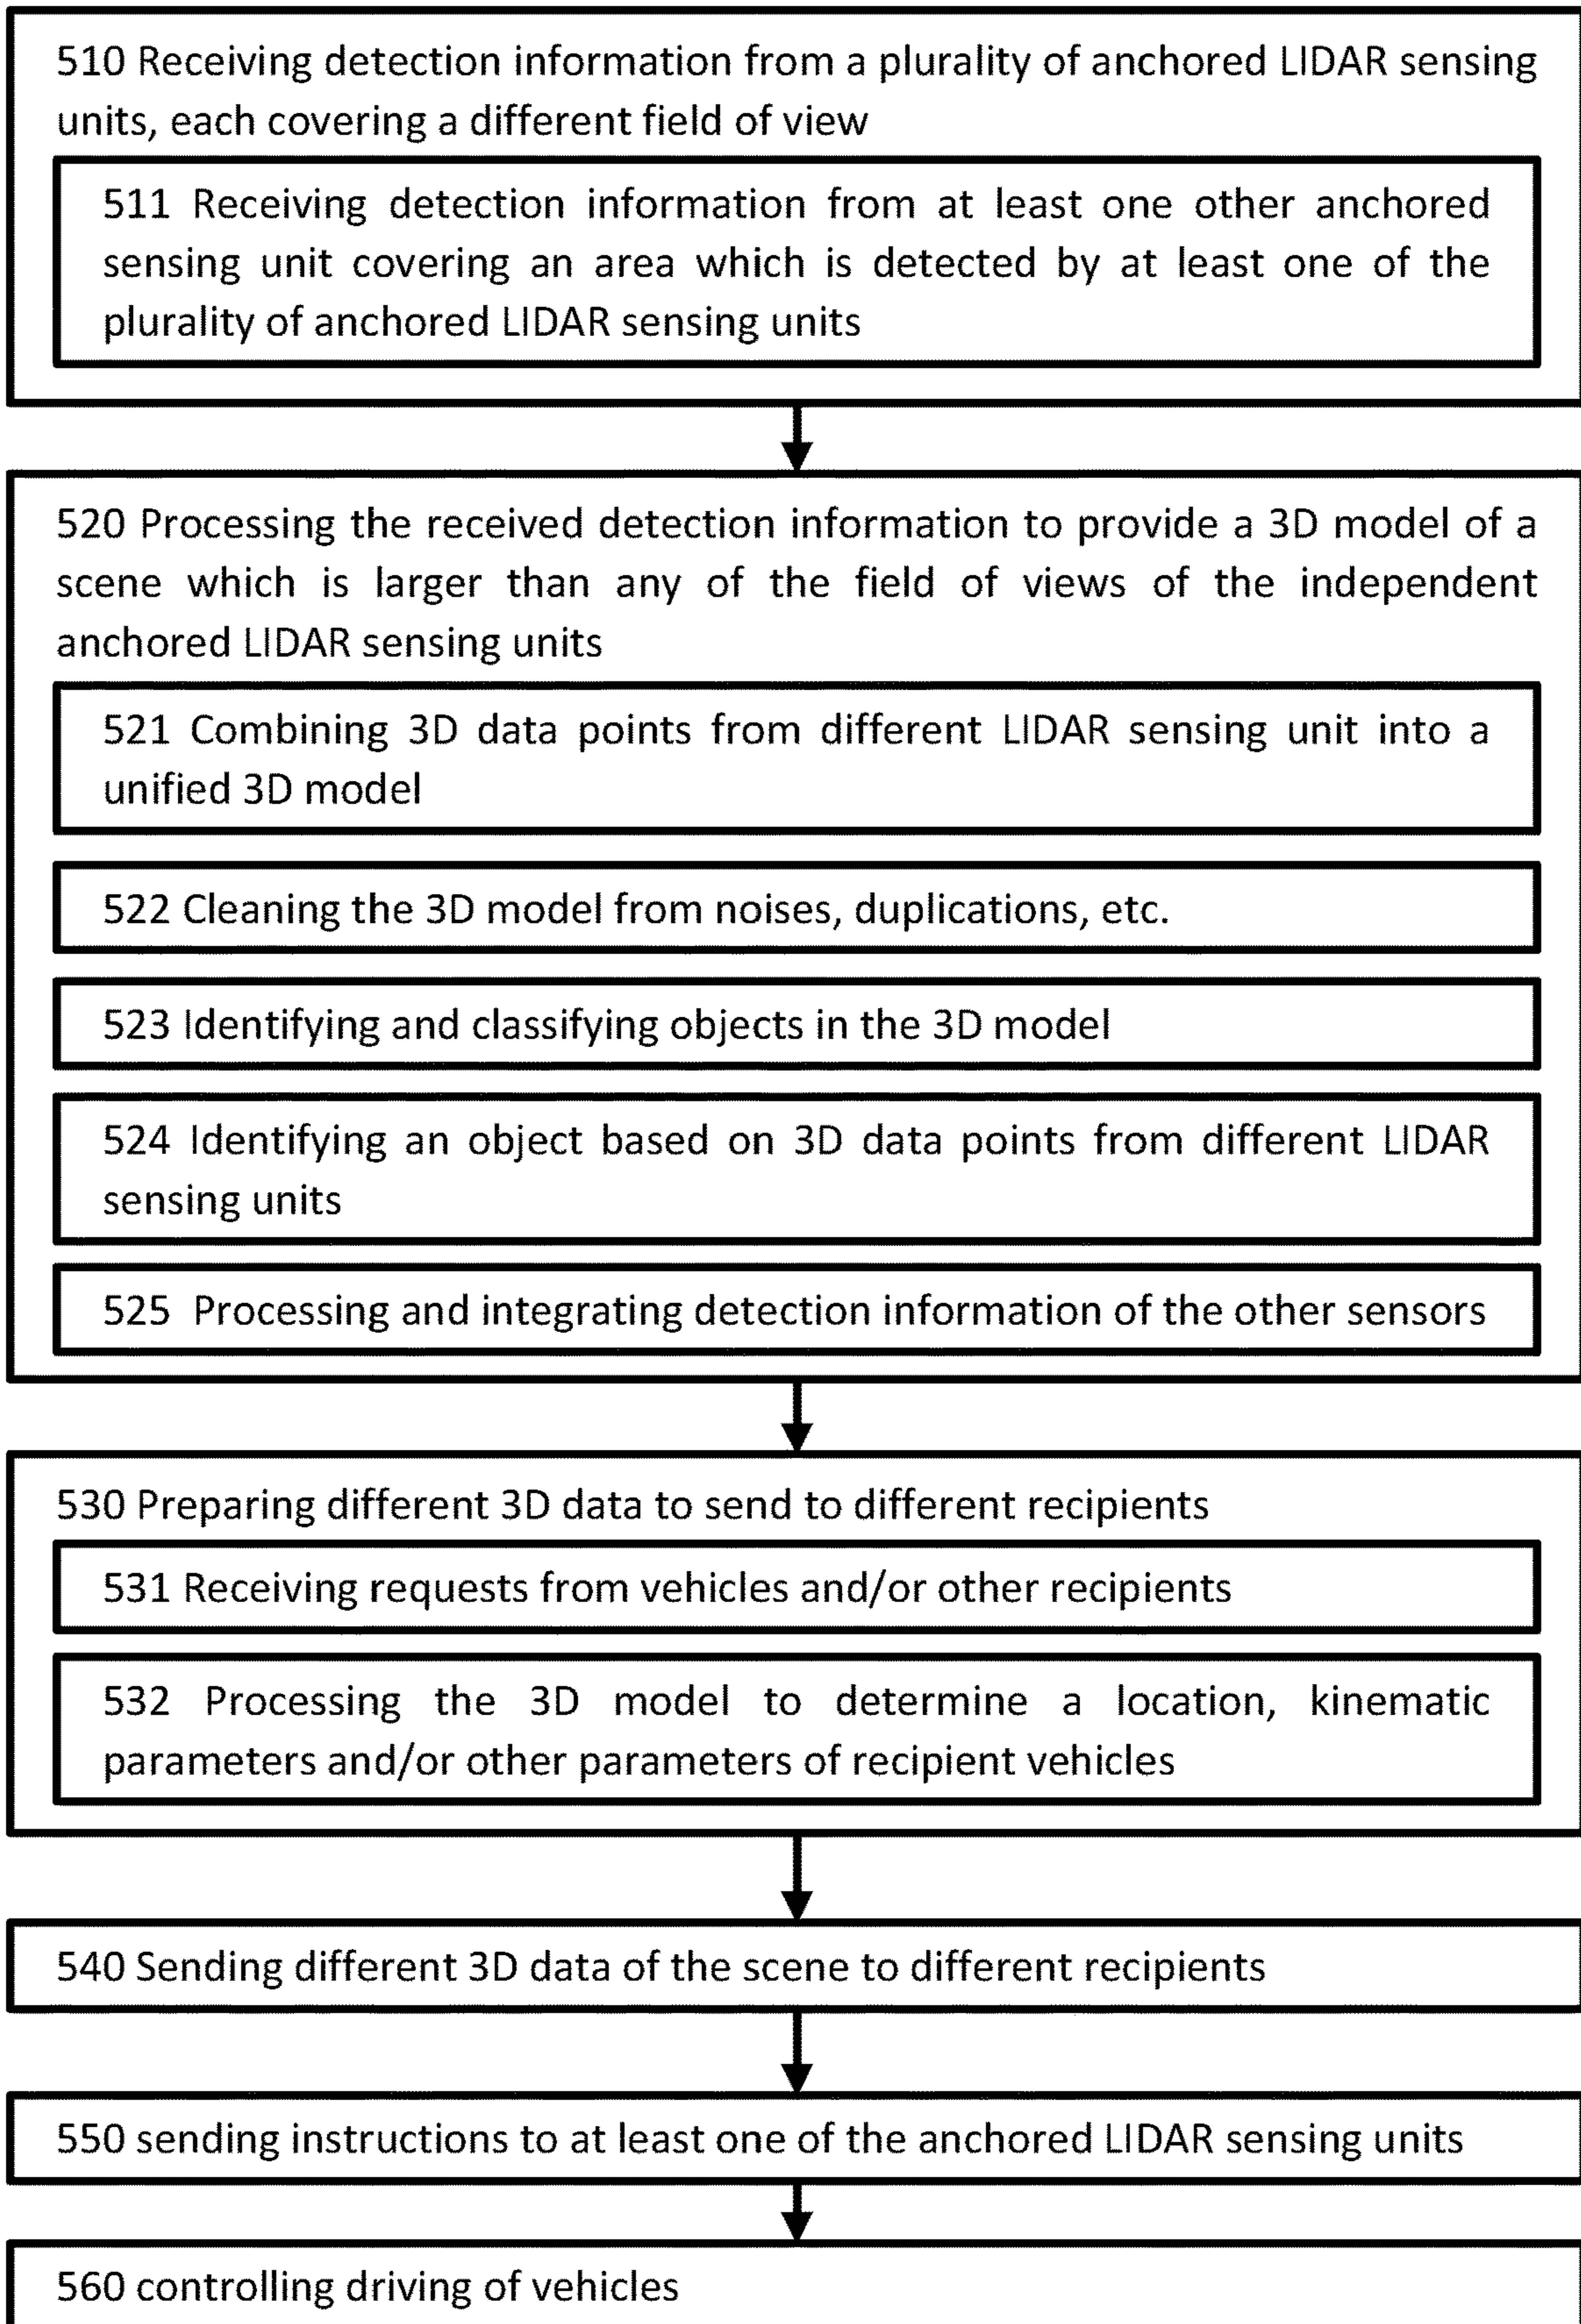 510 Receiving detection information from a plurality of anchored LIDAR sensing
units, each covering a different field of view
511 Receiving detection information from at least one other anchored
sensing unit covering an area which is detected by at least one of the
plurality of anchored LIDAR sensing units
520 Processing the received detection information to provide a 3D model of a
scene which is larger than any of the field of views of the independent
anchored LIDAR sensing units
521 Combining 3D data points from different LIDAR sensing unit into a
unified 3D model
522 Cleaning the 3D model from noises, duplications, etc.
523 Identifying and classifying objects in the 3D model
524 Identifying an object based on 3D data points from different LIDAR
sensing units
525 Processing and integrating detection information of the other sensors
530 Preparing different 3D data to send to different recipients
531 Receiving requests from vehicles and/or other recipients
532 Processing the 3D model to determine a location, kinematic
parameters and/or other parameters of recipient vehicles
540 Sending different 3D data of the scene to different recipients
550 sending instructions to at least one of the anchored LIDAR sensing units
560 controlling driving of vehicles